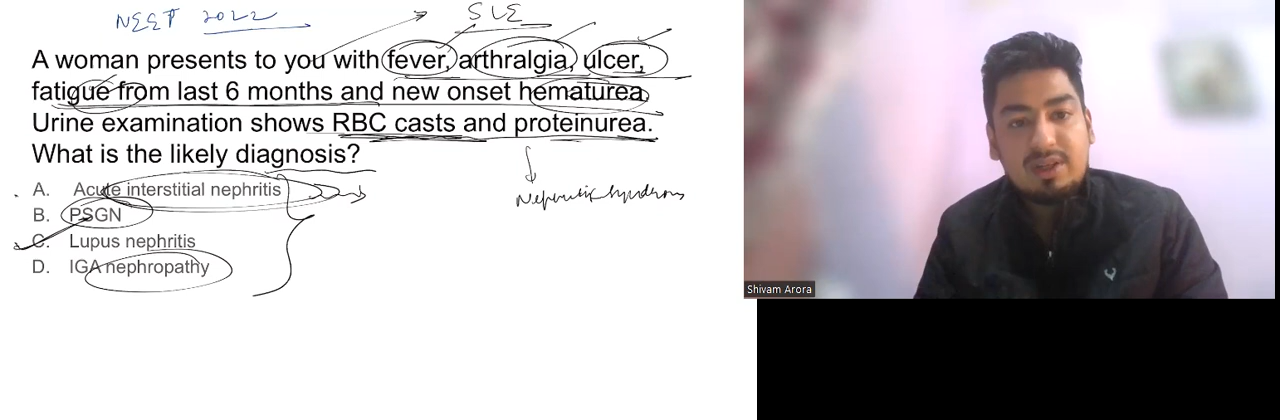 NEET 2022
SLE
A woman presents to you with fever, arthralgia, ulcer,
fatigue from last 6 months and new onset hematurea.
Urine examination shows RBC casts and proteinurea.
What is the likely diagnosis?
A. Acute interstitial nephritis
B. PSGN
C. Lupus nephritis
D. IGA nephropathy
Shivam Arora